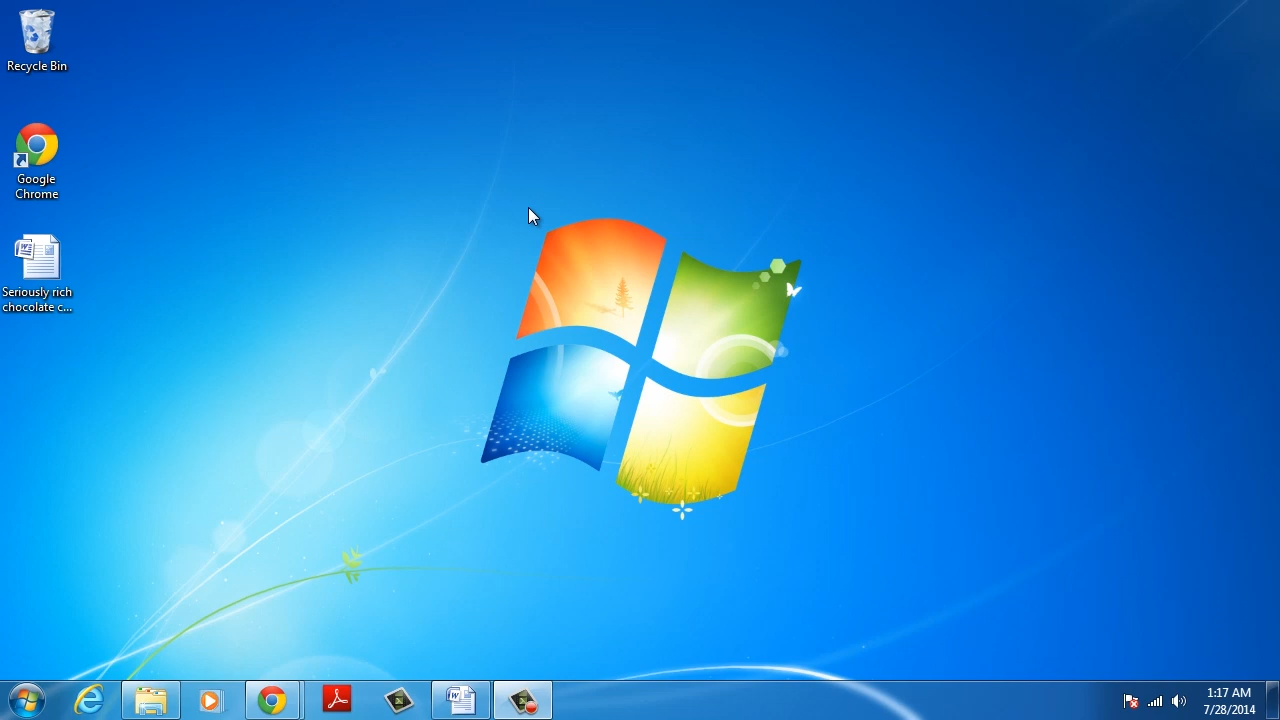 Recycle Bin
Google
Chrome
Seriously rich
chocolate c...
1:17 AM
7/28/2014